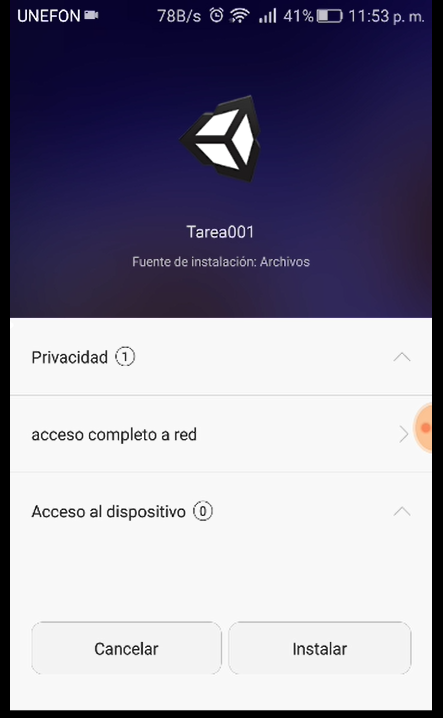 UNEFON 78B/s 41% 11:53 p. m.
Tarea001
Fuente de instalación: Archivos
Privacidad 1
acceso completo a red
Acceso al dispositivo 0
Cancelar Instalar